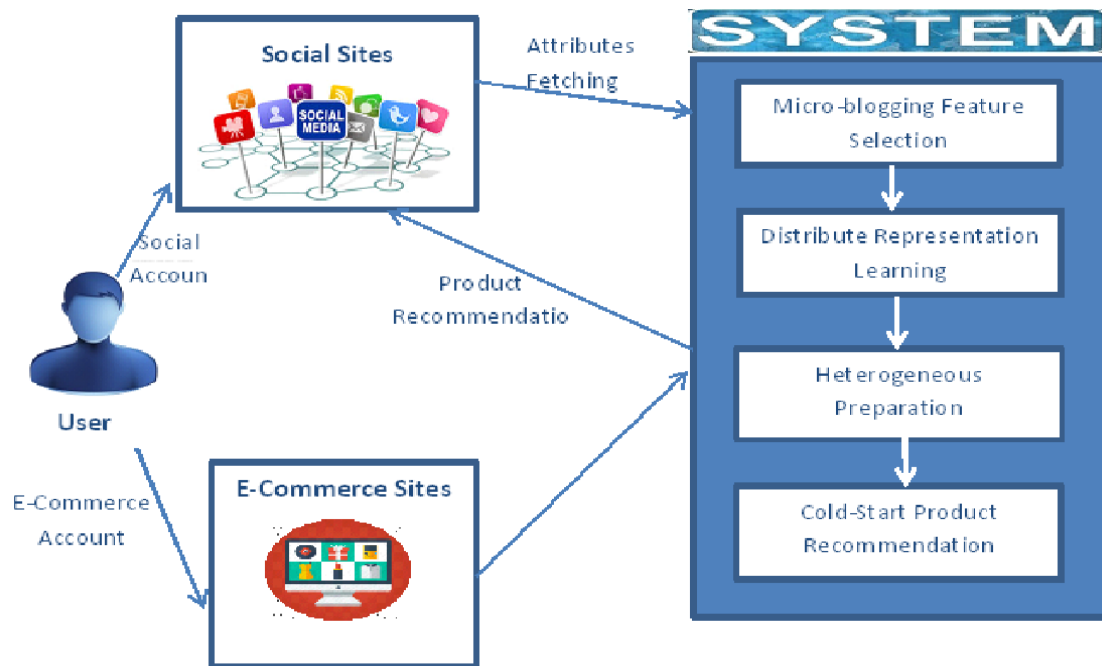 SYSTEM
Social Sites
SOCIAL
MEDIA
Attributes
Fetching
Micro-blogging Feature
Selection
Distribute Representation
Learning
Heterogeneous
Preparation
Cold-Start Product
Recommendation
Social
Accoun
Product
Recommendatio
User
E-Commerce
Account
E-Commerce Sites